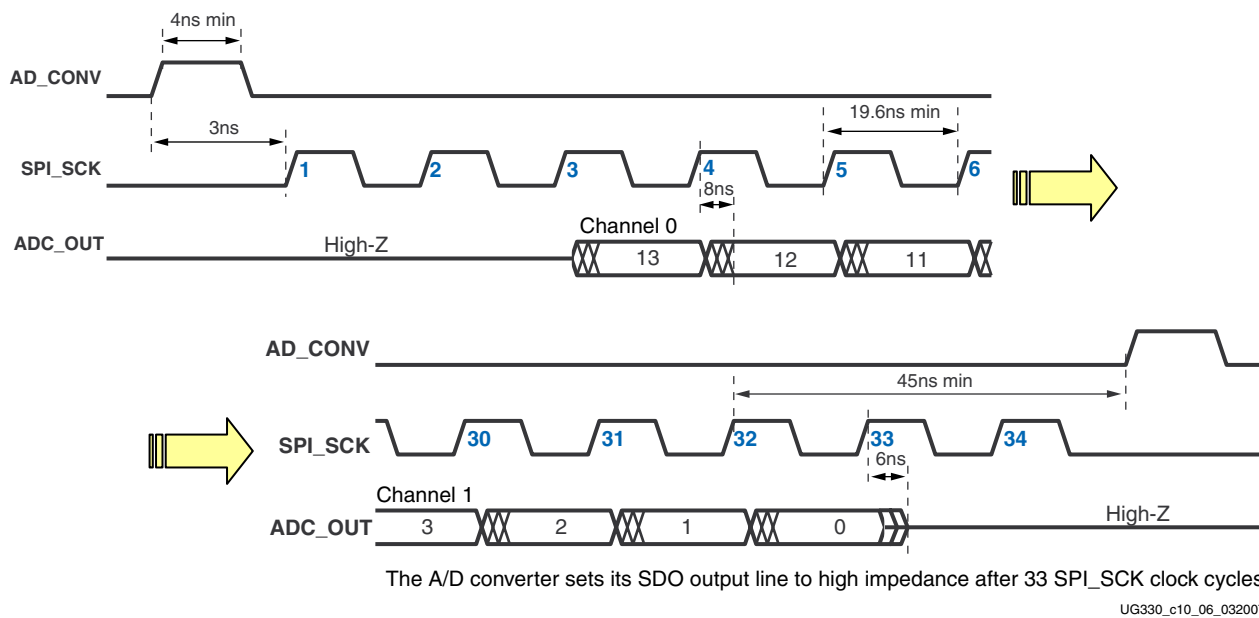 4ns min
AD_CONV
3ns
19.6ns min
SPI_SCK
1 2 3 4 5 6
8ns
Channel 0
ADC_OUT
High-Z
13 12 11
AD_CONV
45ns min
SPI_SCK
30 31 32 33 34
6ns
Channel 1
ADC_OUT
3 2 1 0
High-Z
The A/D converter sets its SDO output line to high impedance after 33 SPI_SCK clock cycles
UG330_c10_06_032007